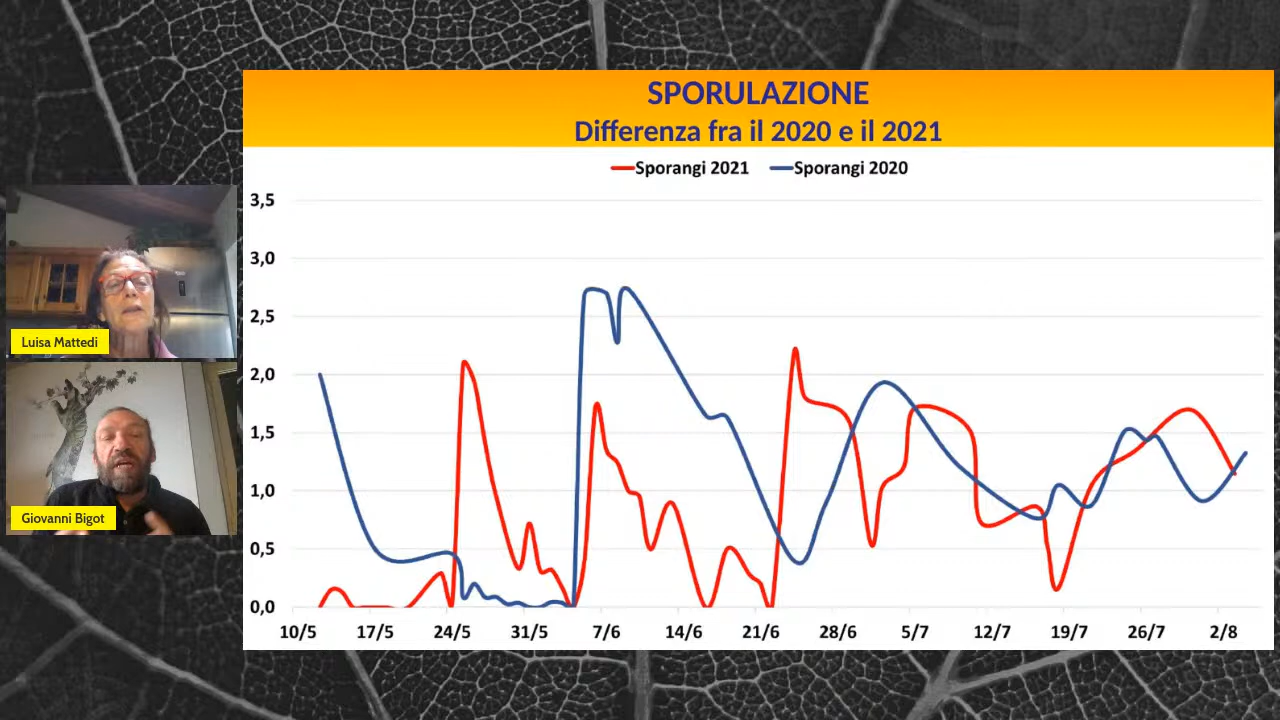 SPORULAZIONE
Differenza fra il 2020 e il 2021
Sporangi 2021 Sporangi 2020
3,5
3,0
2,5
2,0
1,5
1,0
0,5
0,0
10/5 17/5 24/5 31/5 7/6 14/6 21/6 28/6 5/7 12/7 19/7 26/7 2/8
Luisa Mattedi
Giovanni Bigot